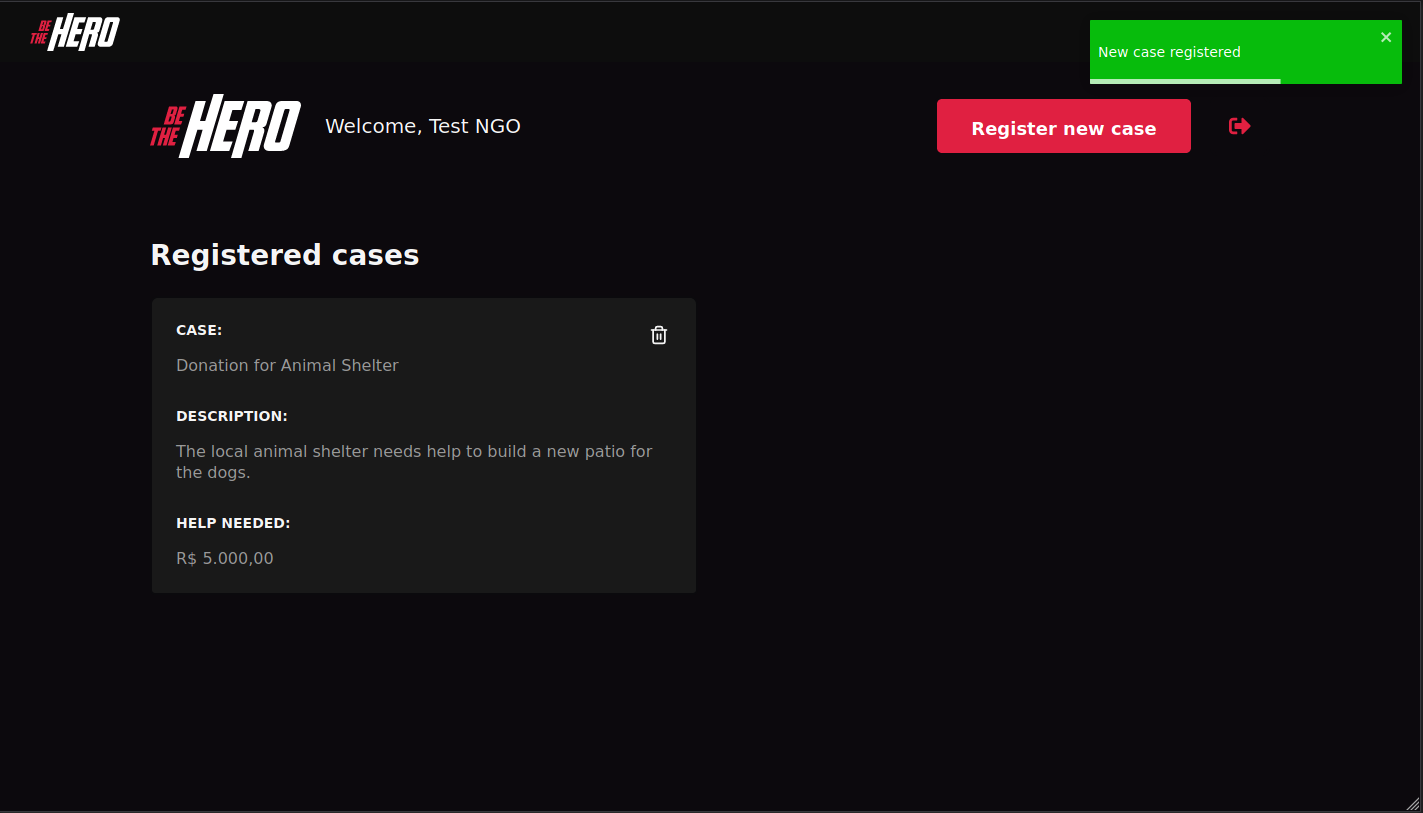 BE
THE HERO
New case registered
BE
THE HERO
Welcome, Test NGO
Register new case
Registered cases
CASE:
Donation for Animal Shelter
DESCRIPTION:
The local animal shelter needs help to build a new patio for
the dogs.
HELP NEEDED:
R$ 5.000,00